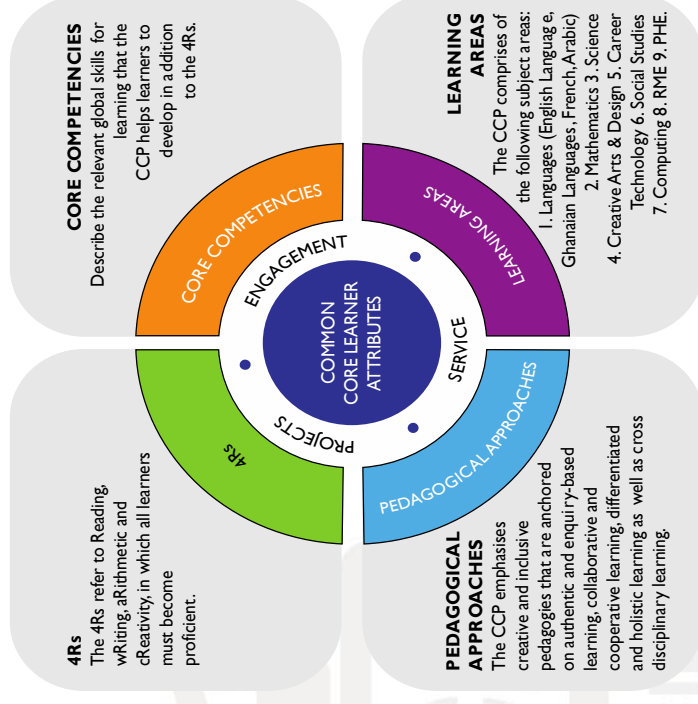 4Rs
The 4Rs refer to Reading,
wRiting, aRithmetic and
cReativity, in which all learners
must become
proficient.
CORE COMPETENCIES
Describe the relevant global skills for
learning that the
CCP helps learners to
develop in addition
to the 4Rs.
4Rs
CORE COMPETENCIES
PROJECTS
ENGAGEMENT
COMMON
CORE LEARNER
ATTRIBUTES
SERVICE
PEDAGOGICAL APPROACHES
LEARNING AREAS
PEDAGOGICAL
APPROACHES
The CCP emphasises
creative and inclusive
pedagogies that are anchored
on authentic and enquiry-based
learning, collaborative and
cooperative learning, differentiated
and holistic learning as well as cross
disciplinary learning.
LEARNING
AREAS
The CCP comprises of
the following subject areas:
1. Languages (English Language,
Ghanaian Languages, French, Arabic)
2. Mathematics 3. Science
4. Creative Arts & Design 5. Career
Technology 6. Social Studies
7. Computing 8. RME 9. PHE.